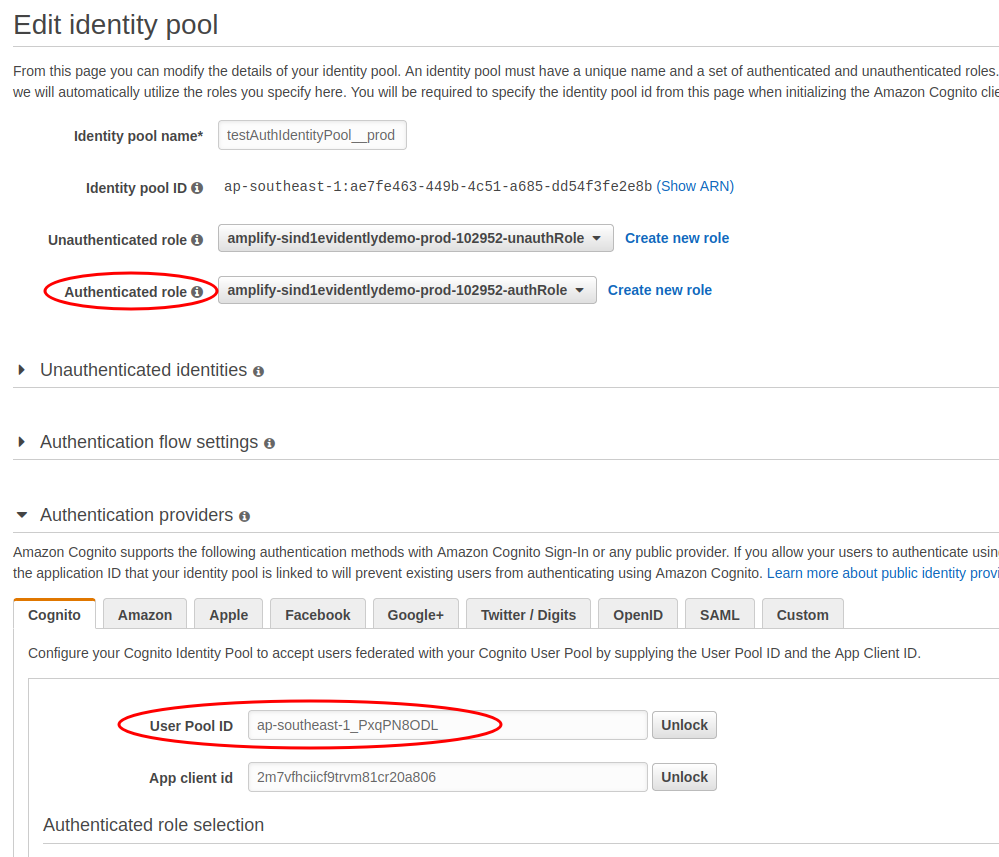 Edit identity pool
From this page you can modify the details of your identity pool. An identity pool must have a unique name and a set of authenticated and unauthenticated roles.
we will automatically utilize the roles you specify here. You will be required to specify the identity pool id from this page when initializing the Amazon Cognito clie
Identity pool name* testAuthIdentityPool__prod
Identity pool ID ap-southeast-1:ae7fe463-449b-4c51-a685-dd54f3fe2e8b (Show ARN)
Unauthenticated role amplify-sind1evidentlydemo-prod-102952-unauthRole Create new role
Authenticated role amplify-sind1evidentlydemo-prod-102952-authRole Create new role
Unauthenticated identities
Authentication flow settings
Authentication providers
Amazon Cognito supports the following authentication methods with Amazon Cognito Sign-In or any public provider. If you allow your users to authenticate usin
the application ID that your identity pool is linked to will prevent existing users from authenticating using Amazon Cognito. Learn more about public identity provi
Cognito Amazon Apple Facebook Google+ Twitter / Digits OpenID SAML Custom
Configure your Cognito Identity Pool to accept users federated with your Cognito User Pool by supplying the User Pool ID and the App Client ID.
User Pool ID ap-southeast-1_PxqPN8ODL Unlock
App client id 2m7vfhciicf9trvm81cr20a806 Unlock
Authenticated role selection